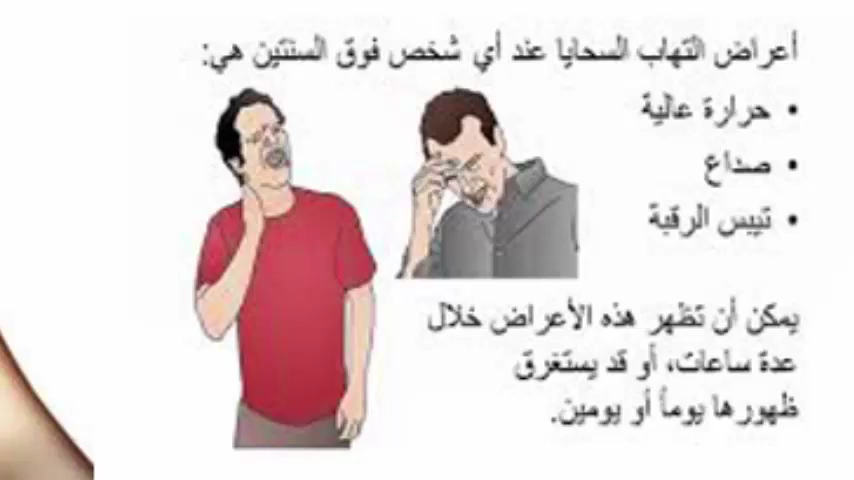 أعراض التهاب السحايا عند أي شخص فوق السنتين هي:
• حرارة عالية
• صداع
• تيبس الرقبة
يمكن أن تظهر هذه الأعراض خلال
عدة ساعات، أو قد يستغرق
ظهورها يوماً أو يومين.